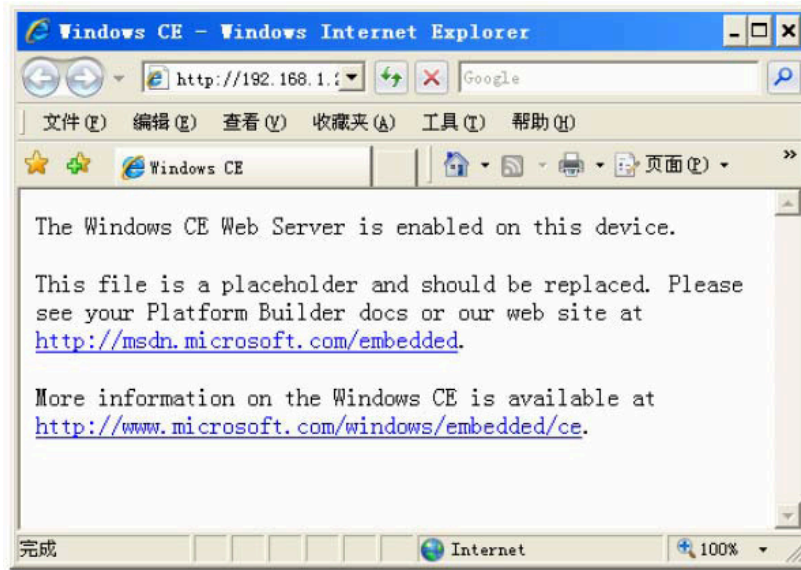 Windows CE - Windows Internet Explorer
http://192.168.1.
Google
文件(F) 编辑(E) 查看(V) 收藏夹(A) 工具(T) 帮助(H)
Windows CE
页面(P)
»
The Windows CE Web Server is enabled on this device.
This file is a placeholder and should be replaced. Please
see your Platform Builder docs or our web site at
http://msdn.microsoft.com/embedded.
More information on the Windows CE is available at
http://www.microsoft.com/windows/embedded/ce.
完成
Internet
100%